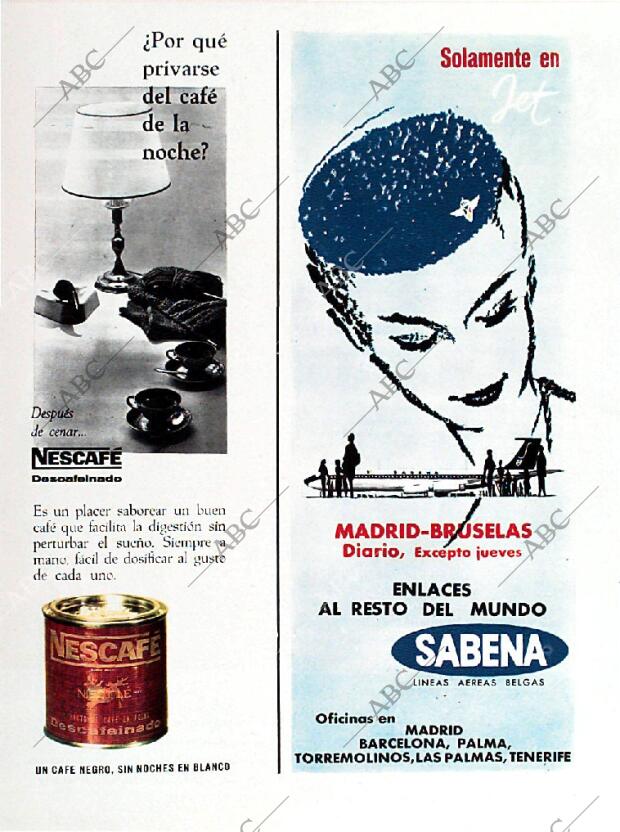 ¿Por qué
privarse
del café
de la
noche?
Después
de cenar...
NESCAFÉ
Descafeinado
Es un placer saborear un buen
café que facilita la digestión sin
perturbar el sueño. Siempre a
mano, fácil de dosificar al gusto
de cada uno.
NESCAFÉ
NESTLÉ
Descafeinado
UN CAFE NEGRO, SIN NOCHES EN BLANCO
Solamente en
Jet
MADRID-BRUSELAS
Diario, Excepto jueves
ENLACES
AL RESTO DEL MUNDO
SABENA
LINEAS AEREAS BELGAS
Oficinas en
MADRID
BARCELONA, PALMA,
TORREMOLINOS, LAS PALMAS, TENERIFE
ABC